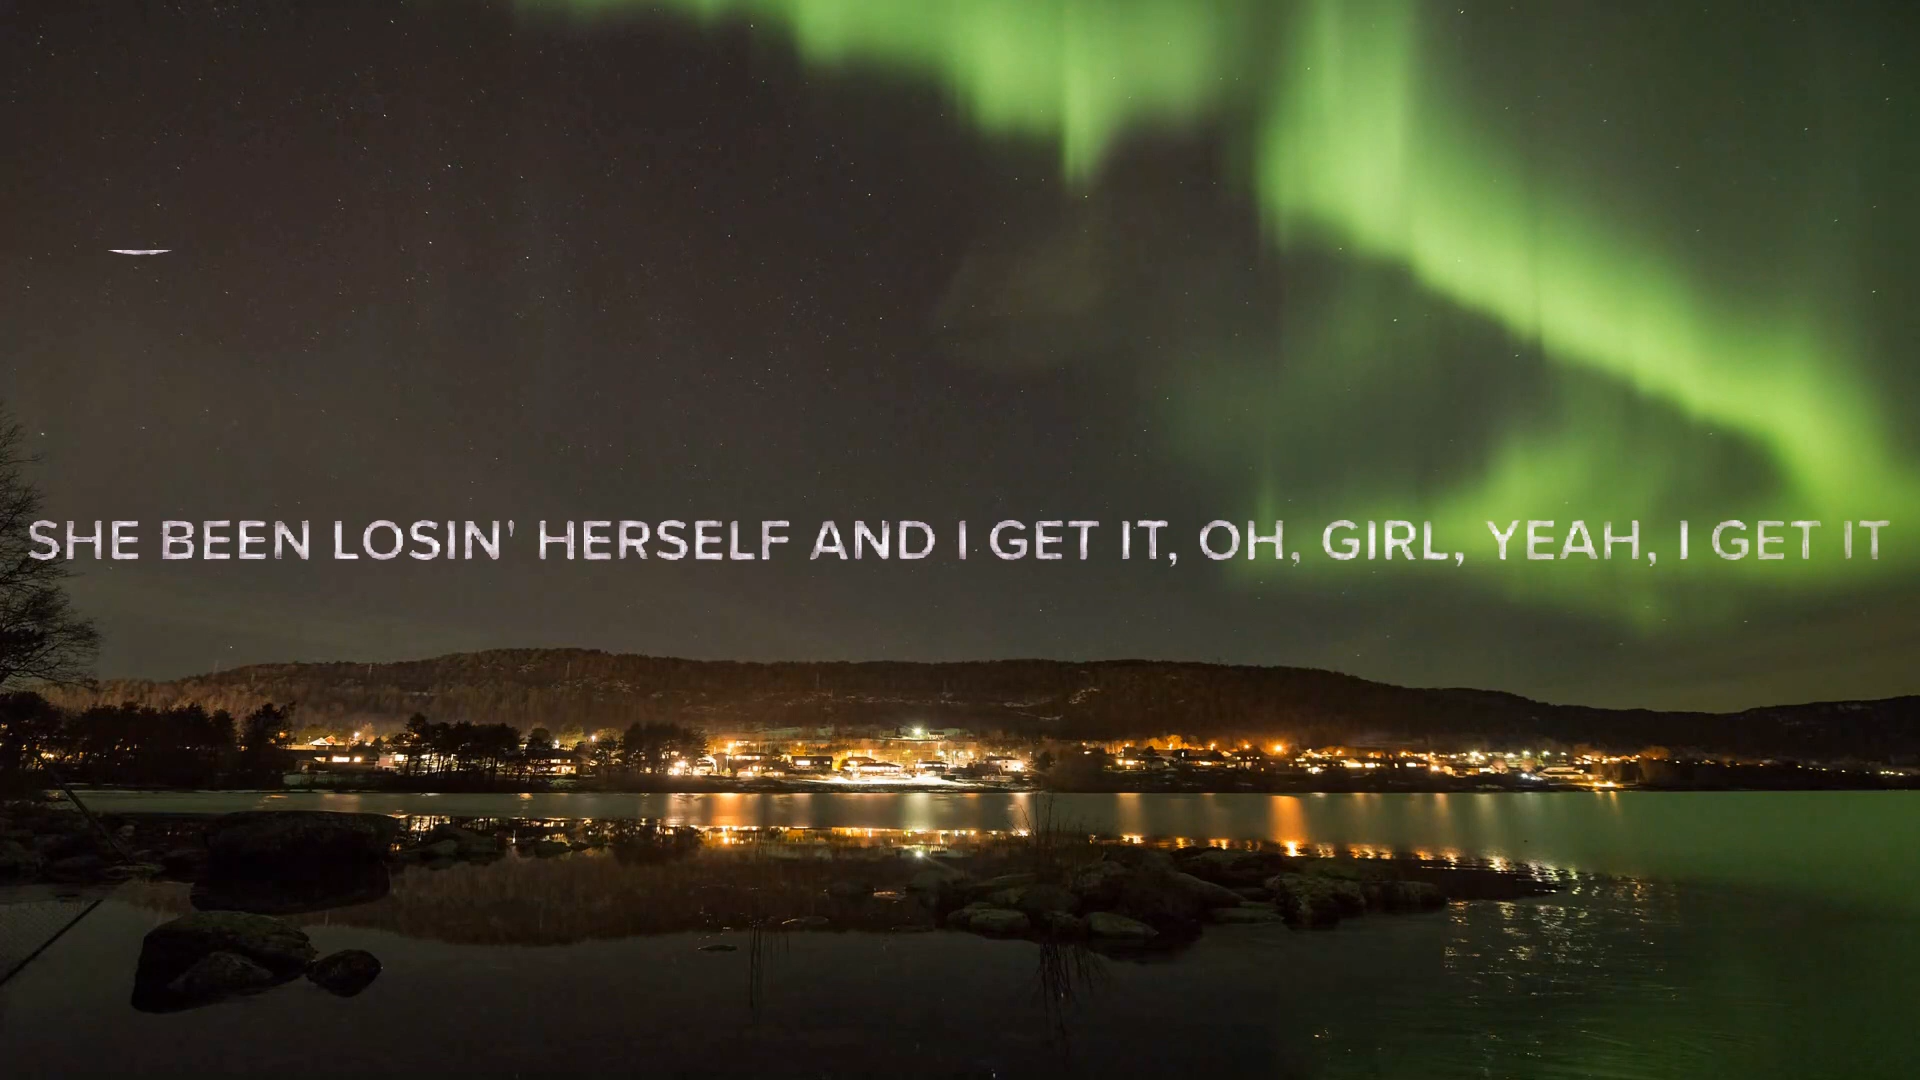 SHE BEEN LOSIN' HERSELF AND I GET IT, OH, GIRL, YEAH, I GET IT